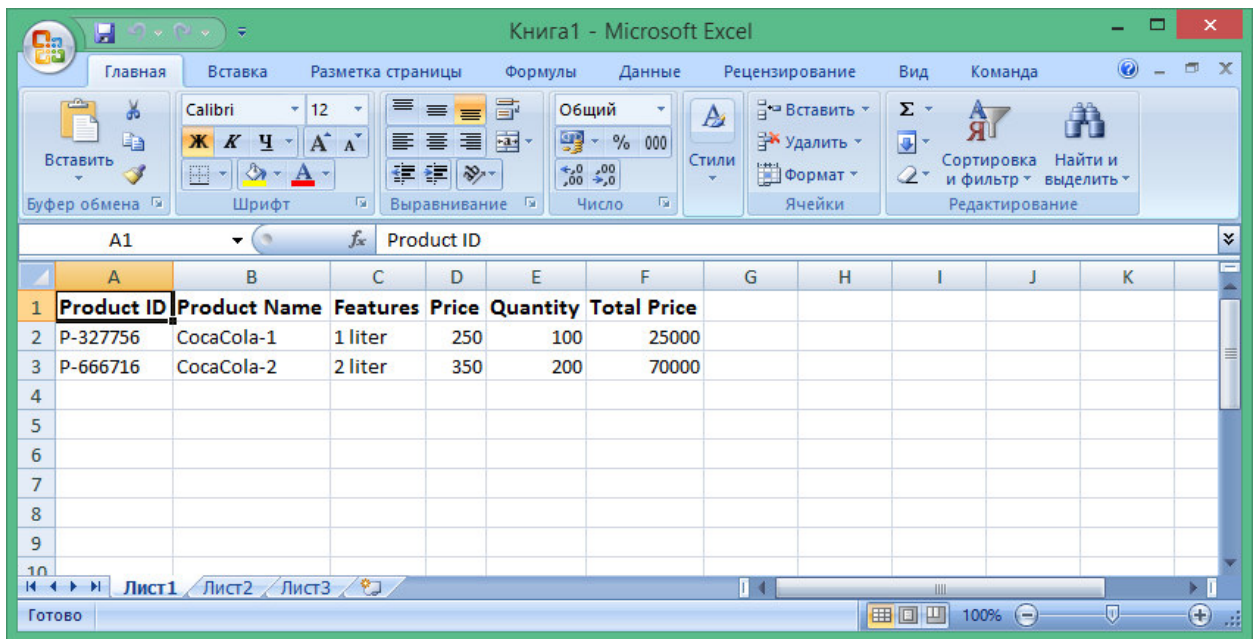 Книга1 - Microsoft Excel
Главная Вставка Разметка страницы Формулы Данные Рецензирование Вид Команда
Calibri 12 Общий Вставить Σ
Ж К Ч % 000 Удалить
Вставить Стили Формат Сортировка и фильтр Найти и выделить
Буфер обмена Шрифт Выравнивание Число Ячейки Редактирование
A1 fx Product ID
A B C D E F G H I J K
1 Product ID Product Name Features Price Quantity Total Price
2 P-327756 CocaCola-1 1 liter 250 100 25000
3 P-666716 CocaCola-2 2 liter 350 200 70000
4
5
6
7
8
9
10
Лист1 Лист2 Лист3
Готово 100%